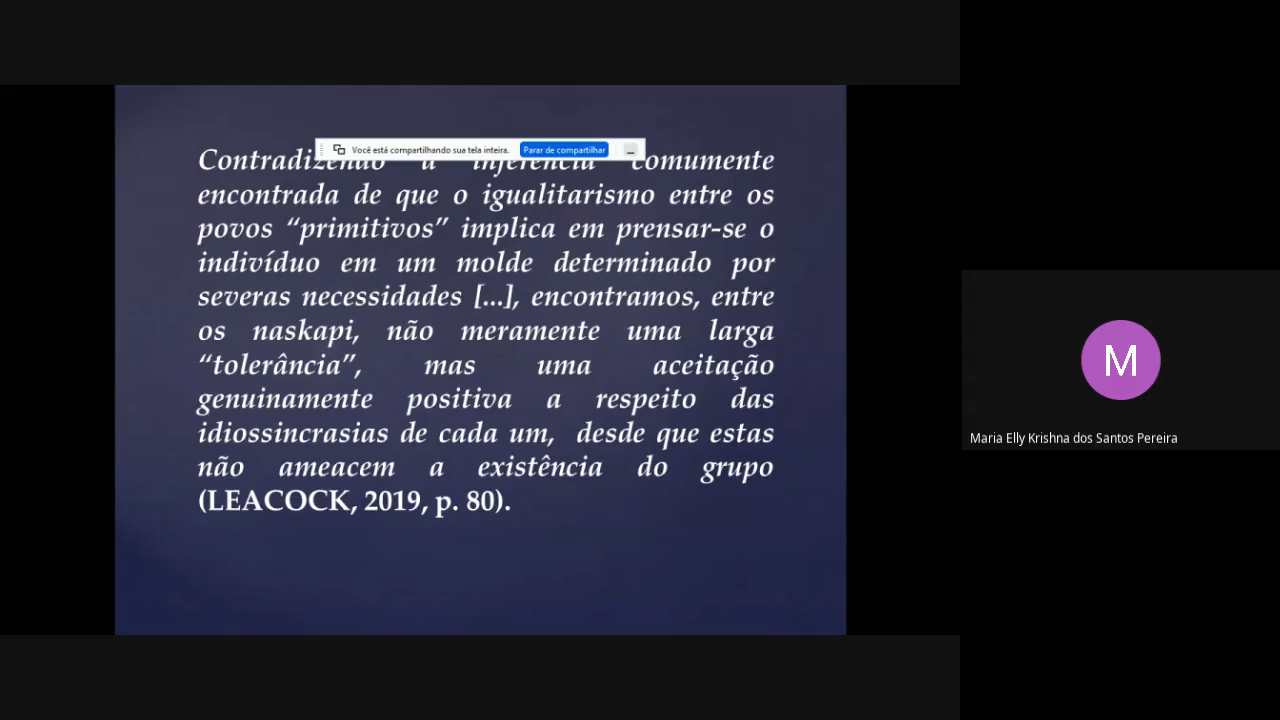 Você está compartilhando sua tela inteira. Parar de compartilhar
Contradizendo a inferência comumente
encontrada de que o igualitarismo entre os
povos “primitivos” implica em prensar-se o
indivíduo em um molde determinado por
severas necessidades [...], encontramos, entre
os naskapi, não meramente uma larga
“tolerância”, mas uma aceitação
genuinamente positiva a respeito das
idiossincrasias de cada um, desde que estas
não ameacem a existência do grupo
(LEACOCK, 2019, p. 80).
M
Maria Elly Krishna dos Santos Pereira